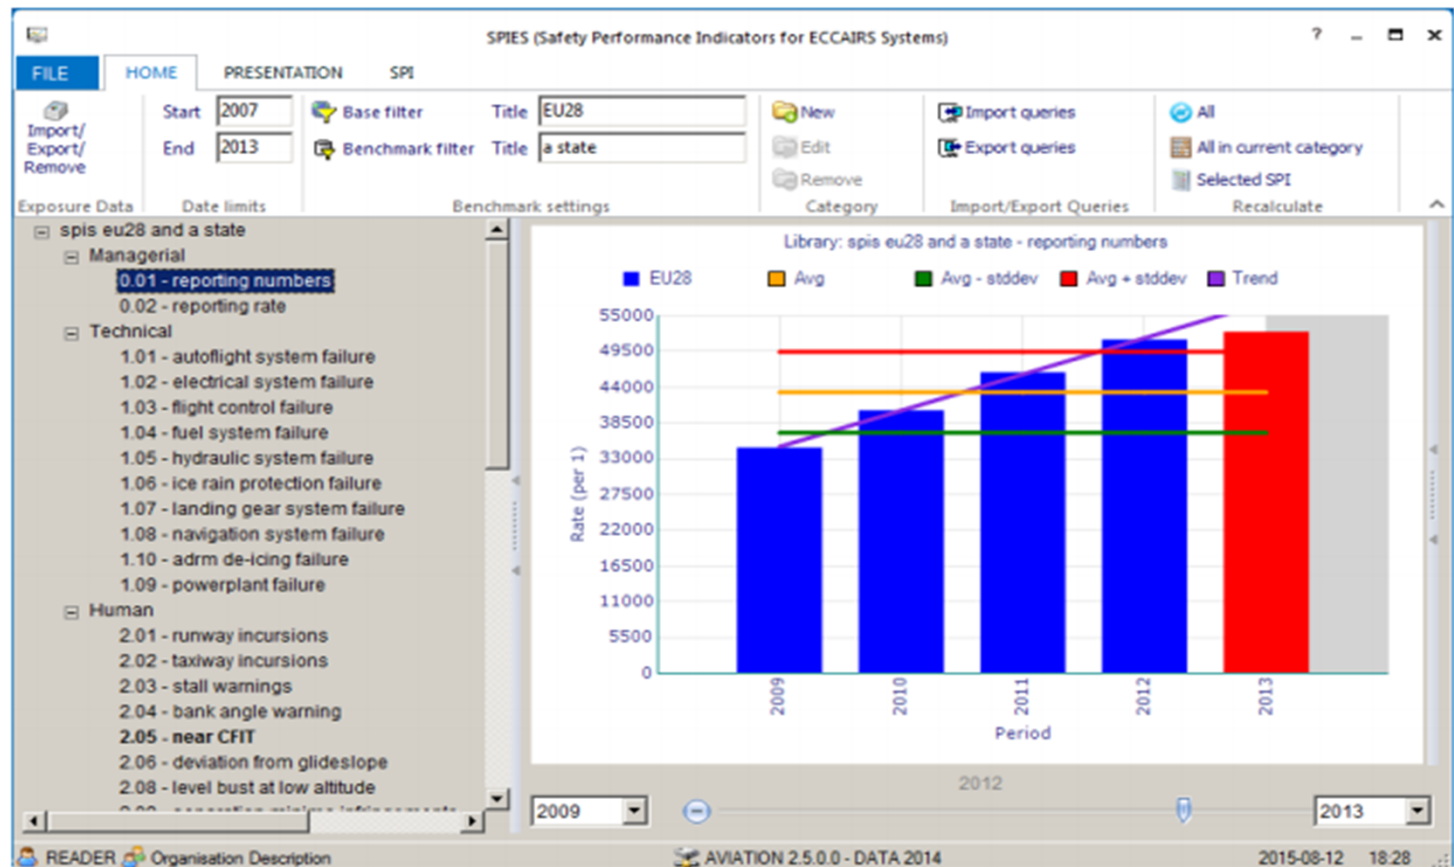 SPIES (Safety Performance Indicators for ECCAIRS Systems)
?
FILE HOME PRESENTATION SPI
Import/
Export/
Remove
Exposure Data
Start 2007
End 2013
Date limits
Base filter Title EU28
Benchmark filter Title a state
Benchmark settings
New
Edit
Remove
Category
Import queries
Export queries
Import/Export Queries
All
All in current category
Selected SPI
Recalculate
spis eu28 and a state
Managerial
0.01 - reporting numbers
0.02 - reporting rate
Technical
1.01 - autoflight system failure
1.02 - electrical system failure
1.03 - flight control failure
1.04 - fuel system failure
1.05 - hydraulic system failure
1.06 - ice rain protection failure
1.07 - landing gear system failure
1.08 - navigation system failure
1.10 - adrm de-icing failure
1.09 - powerplant failure
Human
2.01 - runway incursions
2.02 - taxiway incursions
2.03 - stall warnings
2.04 - bank angle warning
2.05 - near CFIT
2.06 - deviation from glideslope
2.08 - level bust at low altitude
Library: spis eu28 and a state - reporting numbers
EU28 Avg Avg - stddev Avg + stddev Trend
55000
49500
44000
38500
33000
27500
22000
16500
11000
5500
0
Rate (per 1)
2009 2010 2011 2012 2013
Period
2012
2009 2013
READER Organisation Description AVIATION 2.5.0.0 - DATA 2014 2015-08-12 18:28